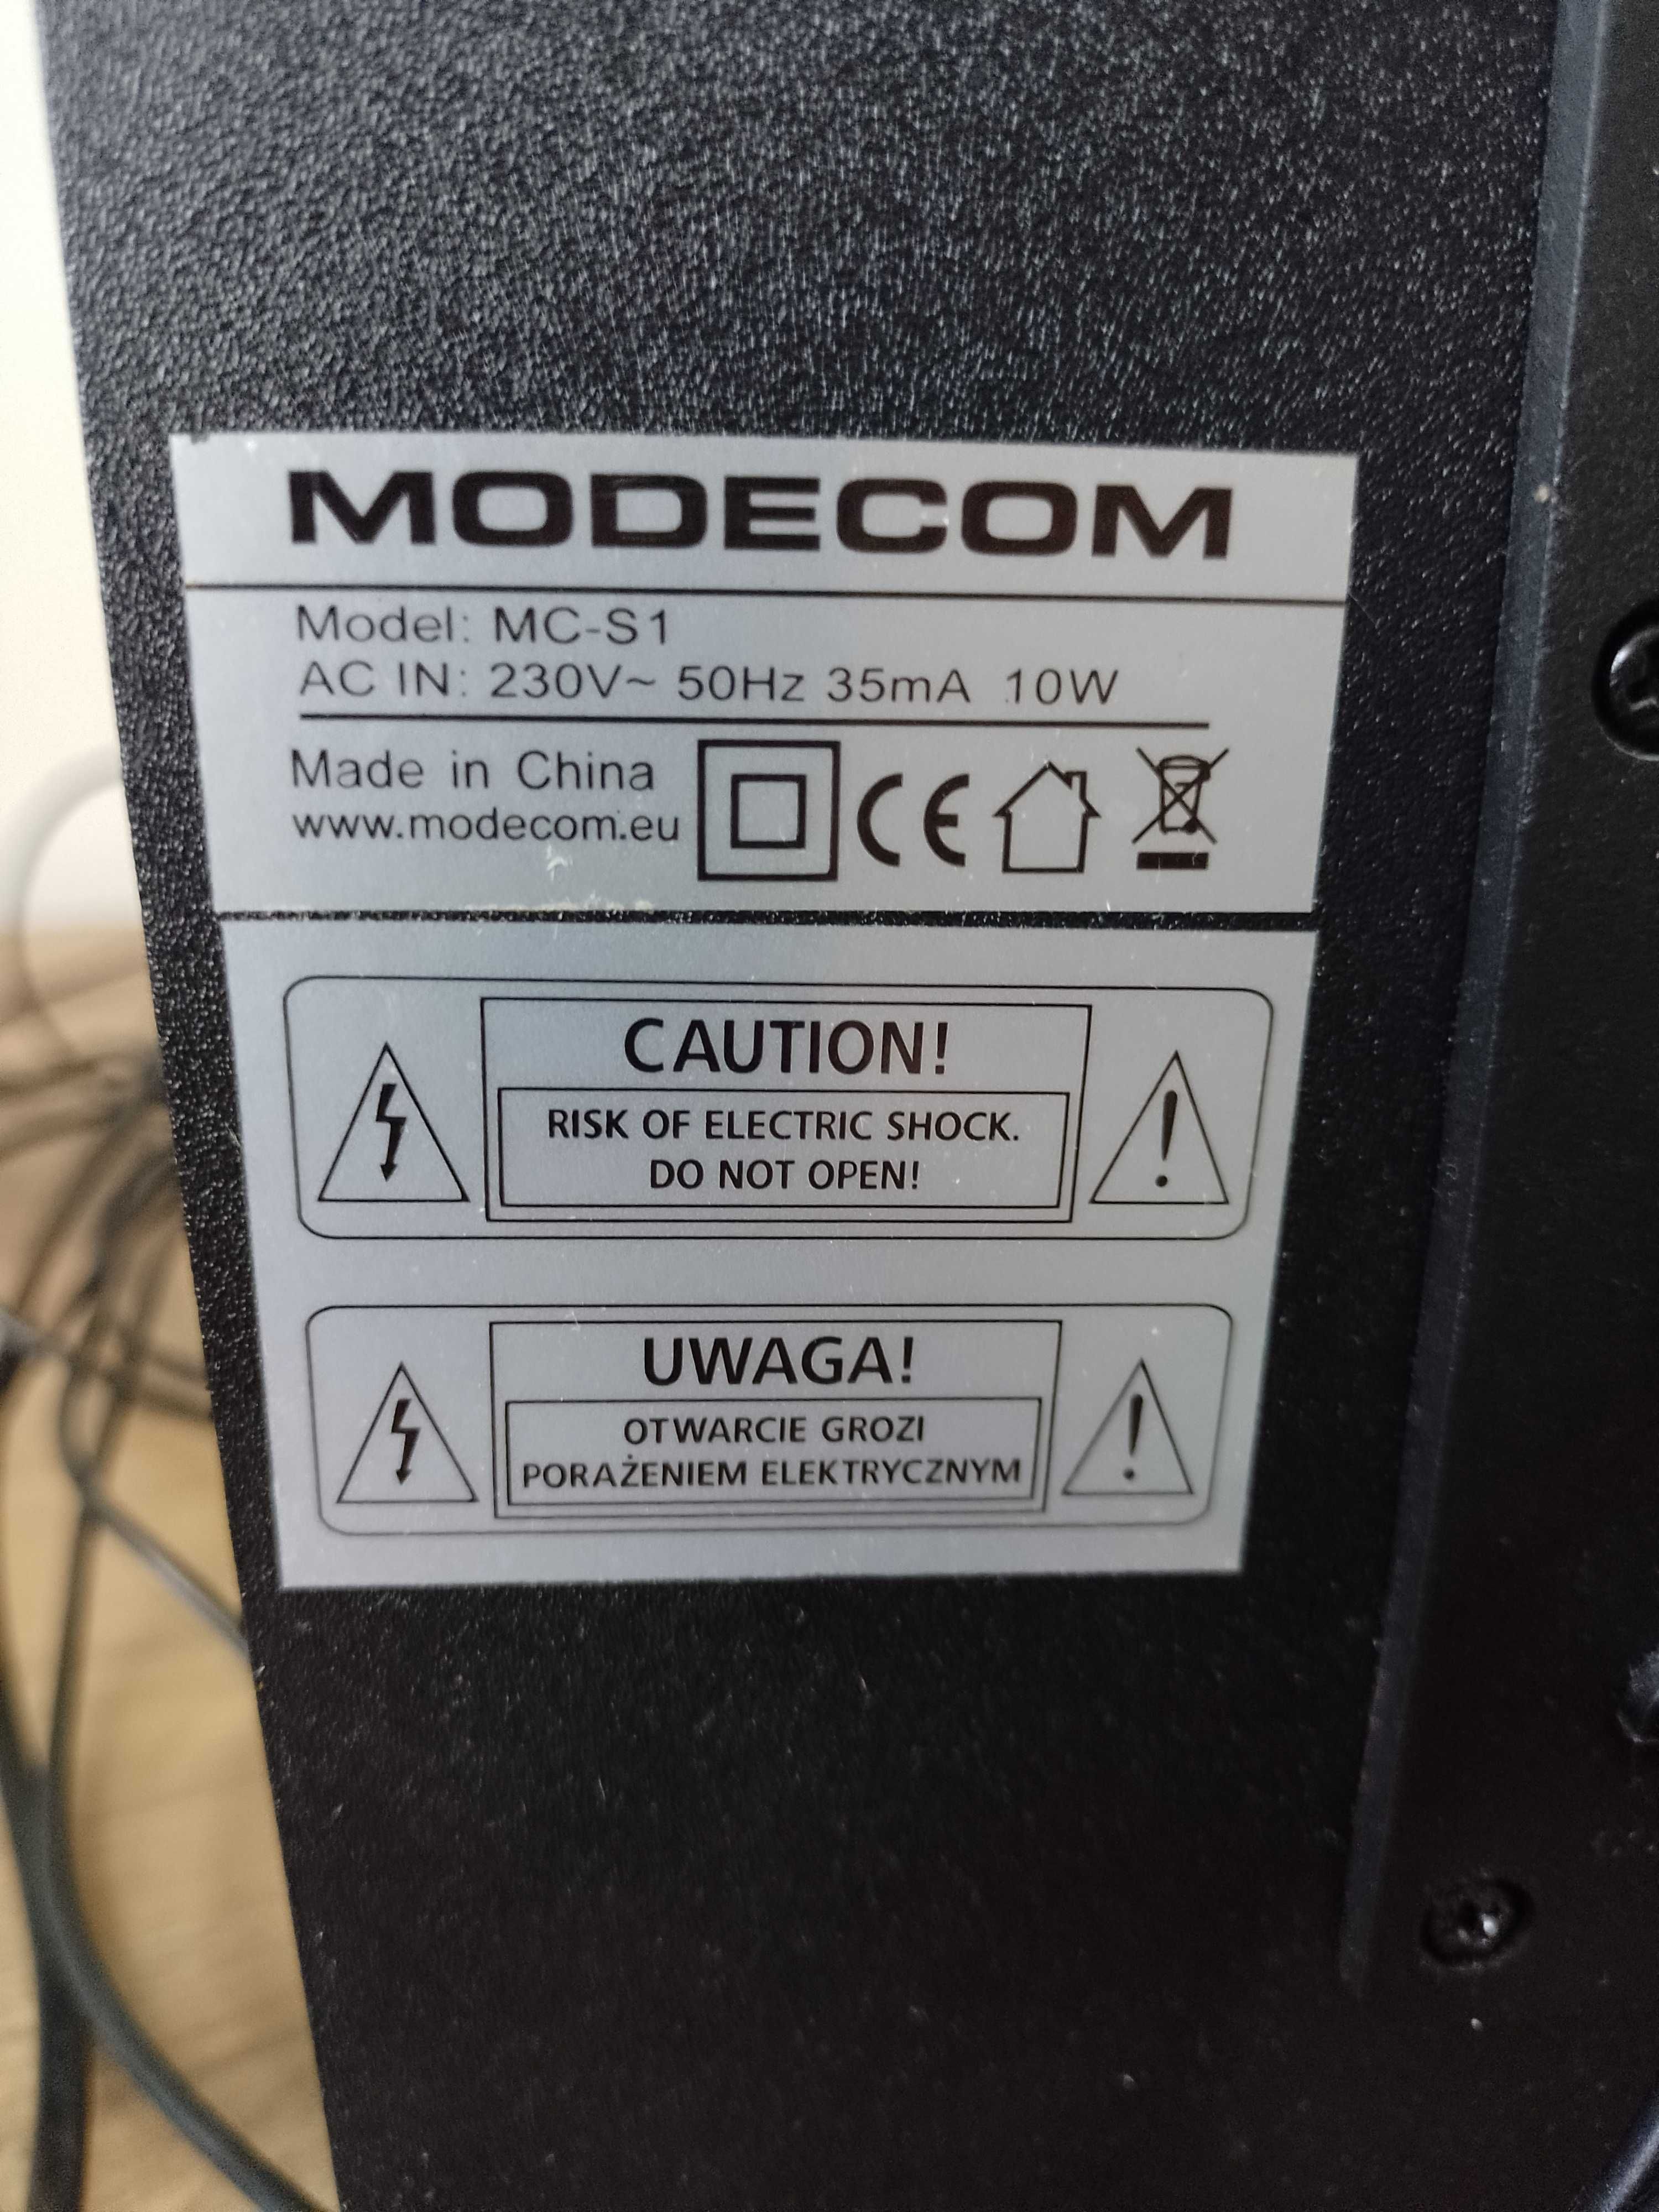 MODECOM
Model: MC-S1
AC IN: 230V~ 50Hz 35mA 10W
Made in China
www.modecom.eu
CE
CAUTION!
RISK OF ELECTRIC SHOCK.
DO NOT OPEN!
UWAGA!
OTWARCIE GROZI
PORAŻENIEM ELEKTRYCZNYM